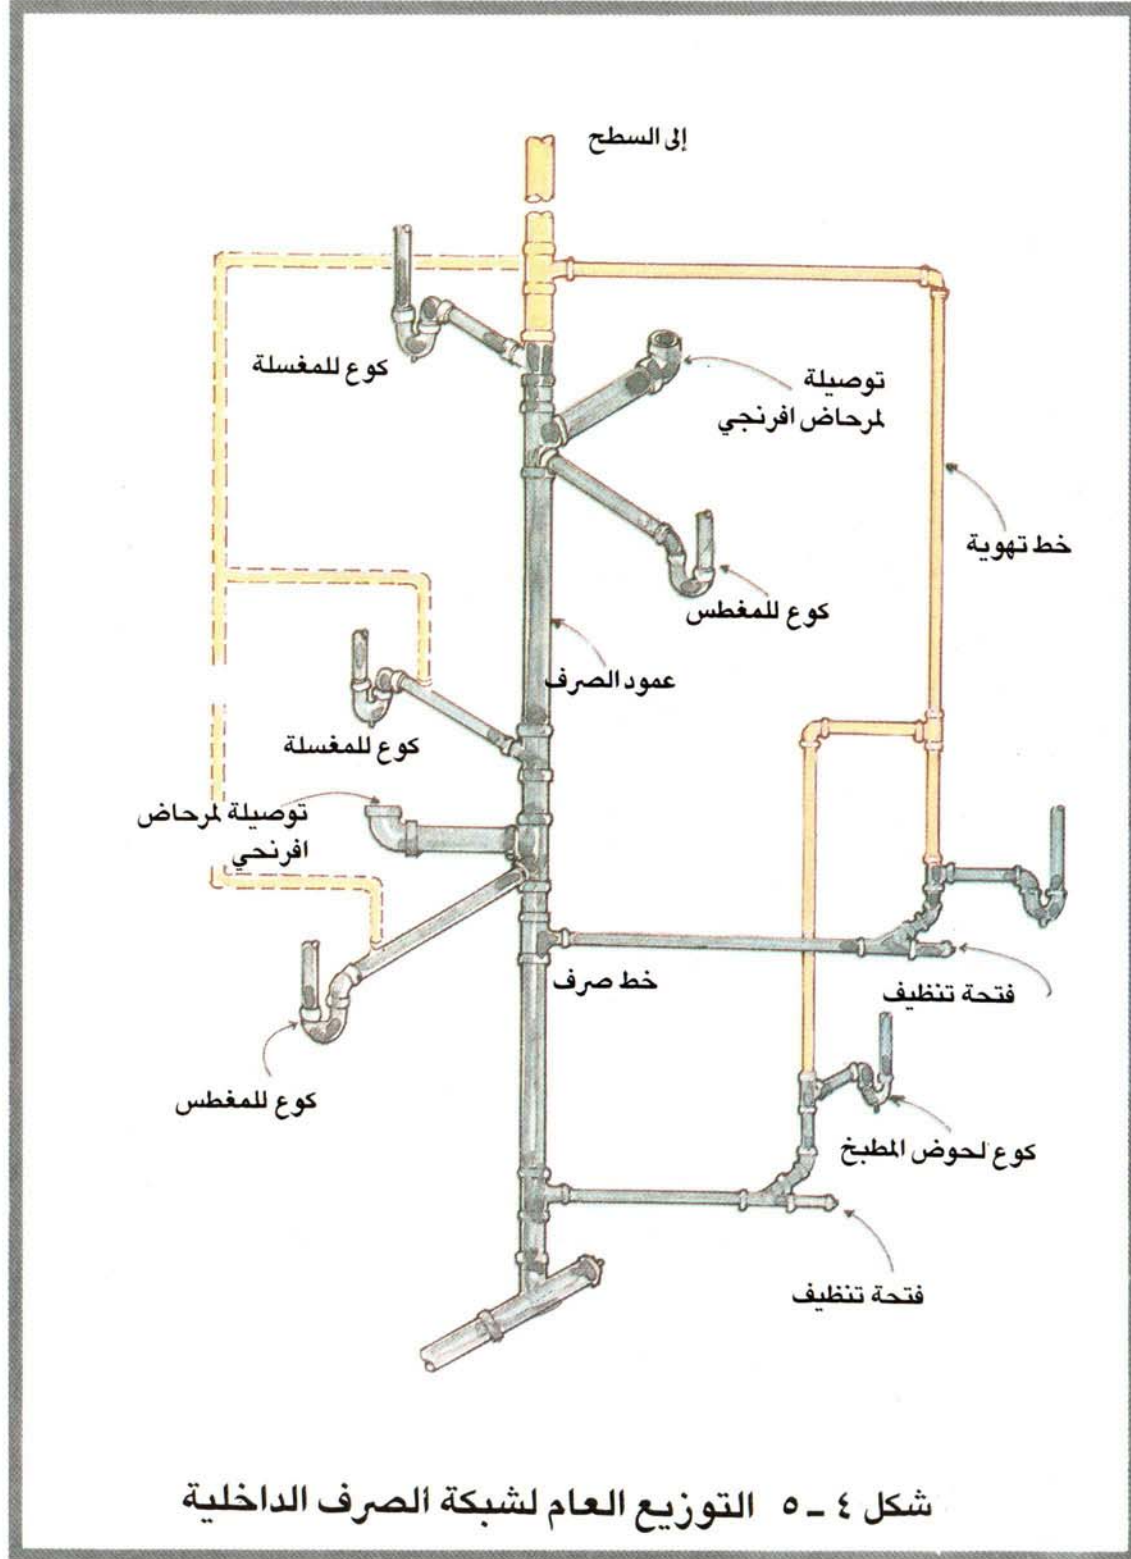 إلى السطح
كوع للمغسلة
توصيلة
لمرحاض افرنجي
خط تهوية
كوع للمغطس
عمود الصرف
كوع للمغسلة
توصيلة لمرحاض
افرنحي
خط صرف
فتحة تنظيف
كوع للمغطس
كوع لحوض المطبخ
فتحة تنظيف
شكل ٤ - ٥ التوزيع العام لشبكة الصرف الداخلية